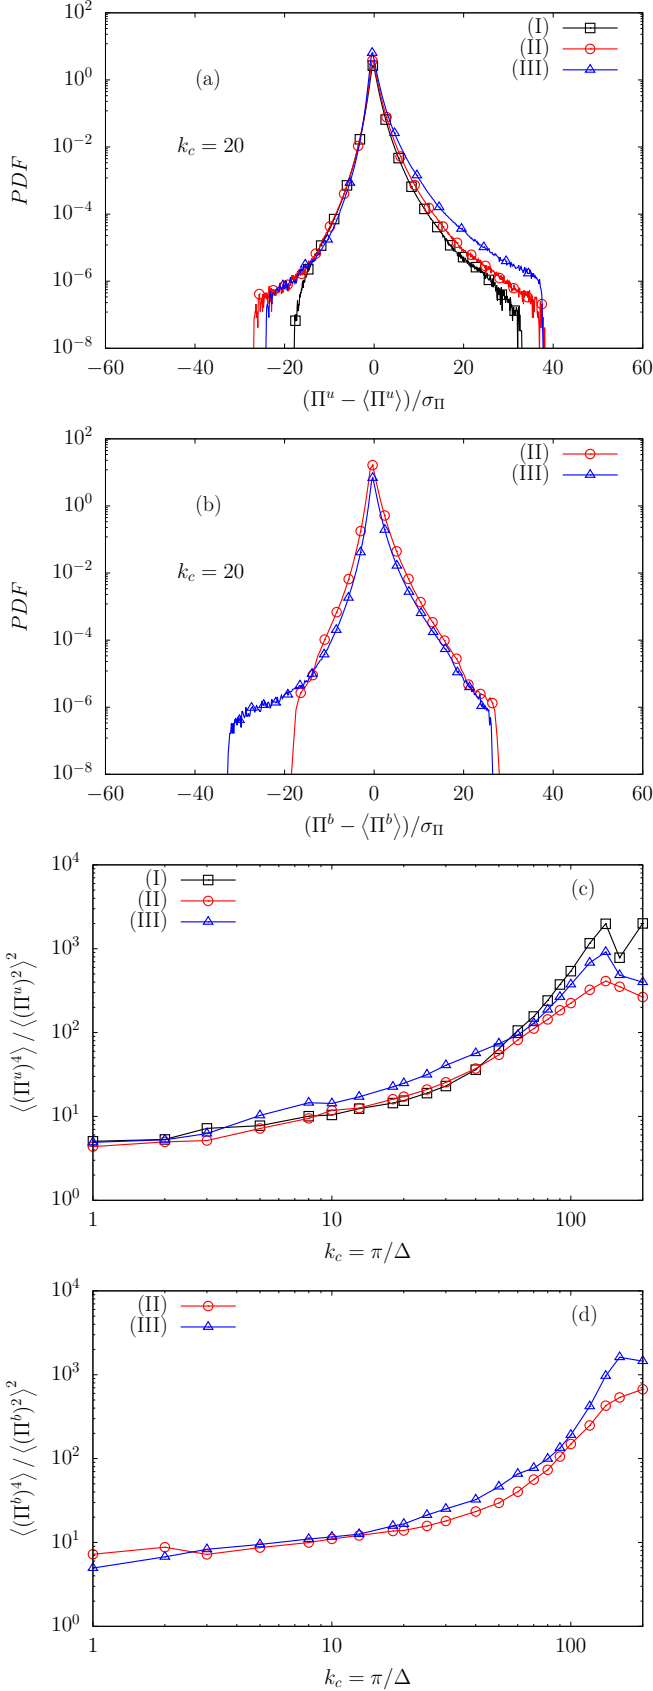 (I)
(II)
(III)
(a)
k_c = 20
PDF
10^2
10^0
10^−2
10^−4
10^−6
10^−8
−60 −40 −20 0 20 40 60
(Π^u − ⟨Π^u⟩)/σ_Π
(II)
(III)
(b)
k_c = 20
PDF
10^2
10^0
10^−2
10^−4
10^−6
10^−8
−60 −40 −20 0 20 40 60
(Π^b − ⟨Π^b⟩)/σ_Π
(I)
(II)
(III)
(c)
⟨(Π^u)^4⟩ / ⟨(Π^u)^2⟩^2
10^4
10^3
10^2
10^1
10^0
1 10 100
k_c = π/Δ
(II)
(III)
(d)
⟨(Π^b)^4⟩ / ⟨(Π^b)^2⟩^2
10^4
10^3
10^2
10^1
10^0
1 10 100
k_c = π/Δ